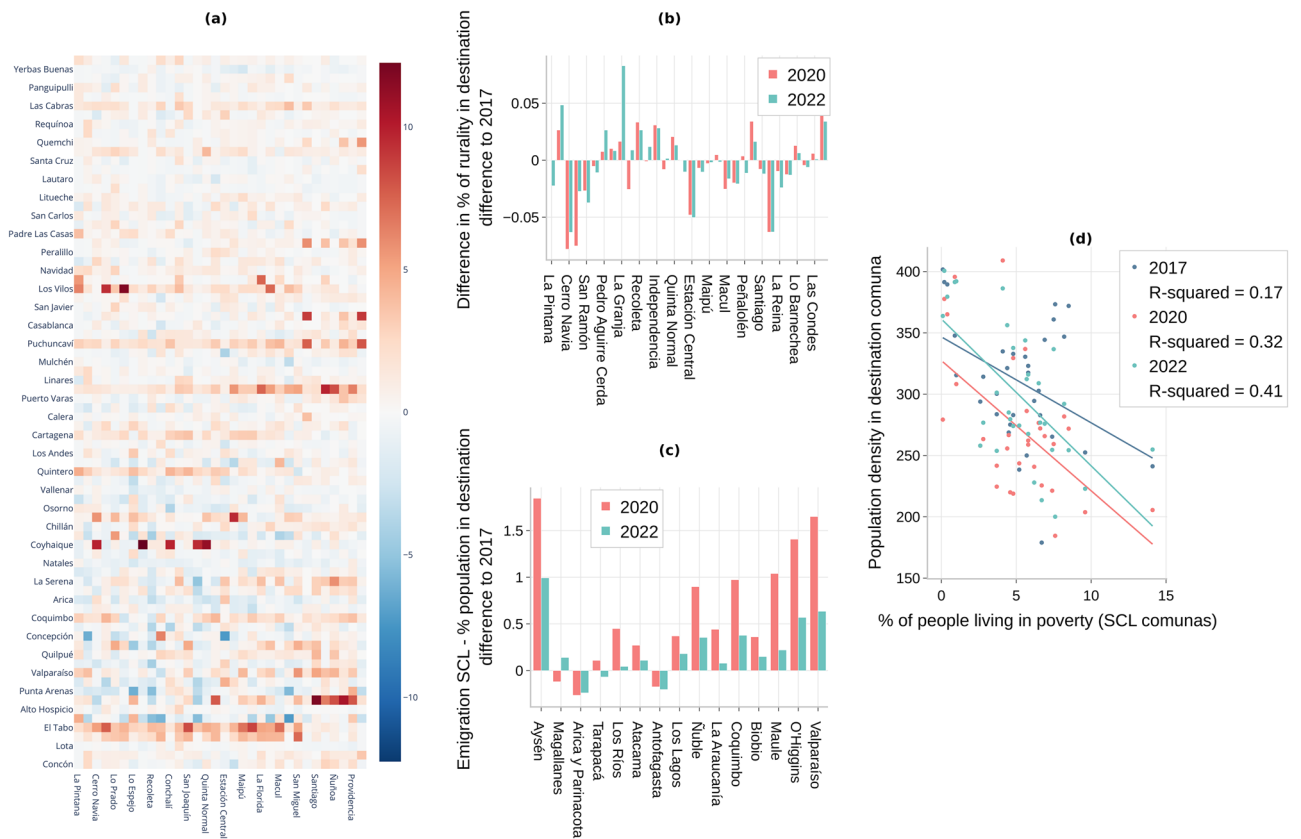 (a)
Yerbas Buenas
Panguipulli
Las Cabras
Requínoa
Quemchi
Santa Cruz
Lautaro
Litueche
San Carlos
Padre Las Casas
Peralillo
Navidad
Los Vilos
San Javier
Casablanca
Puchuncaví
Mulchén
Linares
Puerto Varas
Calera
Cartagena
Los Andes
Quintero
Vallenar
Osorno
Chillán
Coyhaique
Natales
La Serena
Arica
Coquimbo
Concepción
Quilpué
Valparaíso
Punta Arenas
Alto Hospicio
El Tabo
Lota
Concón
La Pintana
Cerro Navia
Lo Prado
Lo Espejo
Recoleta
Conchalí
San Joaquín
Quinta Normal
Estación Central
Maipú
La Florida
Macul
San Miguel
Santiago
Ñuñoa
Providencia
10
5
0
−5
−10
(b)
Difference in % of rurality in destination
difference to 2017
0.05
0
−0.05
2020
2022
La Pintana
Cerro Navia
San Ramón
Pedro Aguirre Cerda
La Granja
Recoleta
Independencia
Quinta Normal
Estación Central
Maipú
Macul
Peñalolén
Santiago
La Reina
Lo Barnechea
Las Condes
(c)
Emigration SCL - % population in destination
difference to 2017
1.5
1
0.5
0
2020
2022
Aysén
Magallanes
Arica y Parinacota
Tarapacá
Los Ríos
Atacama
Antofagasta
Los Lagos
Ñuble
La Araucanía
Coquimbo
Biobio
Maule
O'Higgins
Valparaíso
(d)
Population density in destination comuna
400
350
300
250
200
150
0
5
10
15
% of people living in poverty (SCL comunas)
2017
R-squared = 0.17
2020
R-squared = 0.32
2022
R-squared = 0.41